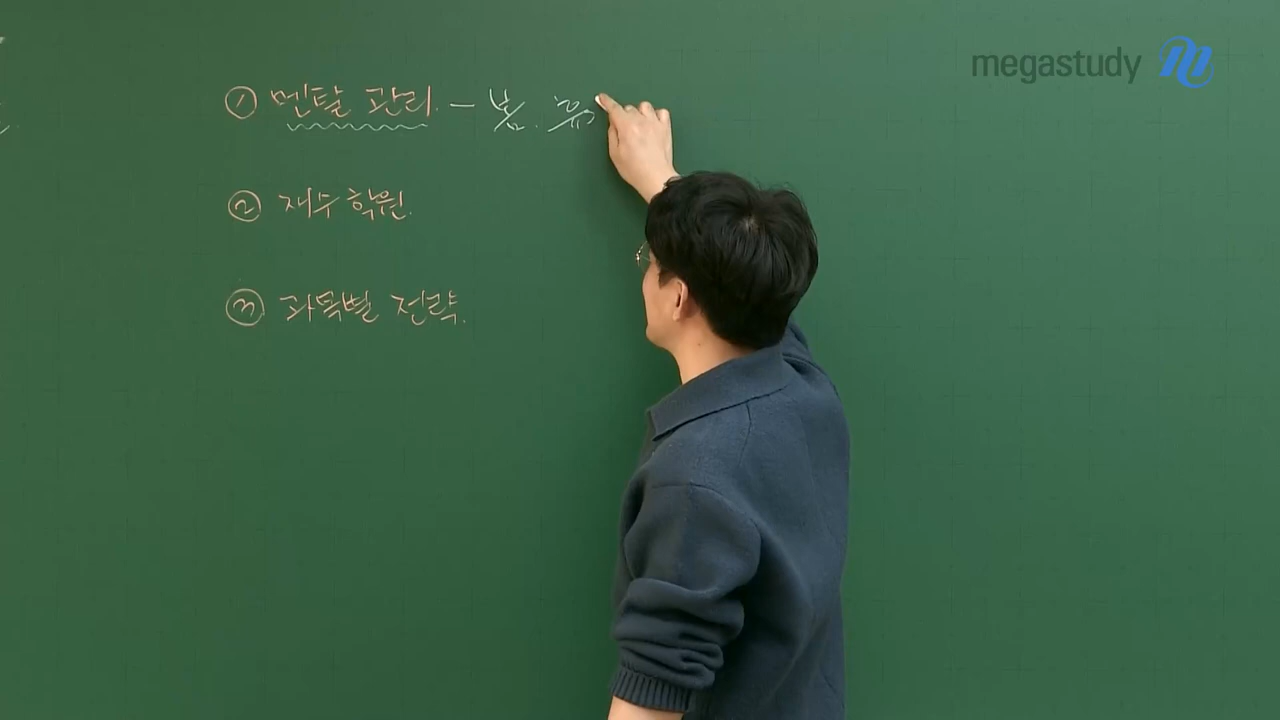 megastudy
① 멘탈 관리. - 봄.
② 재수학원.
③ 과목별 전략.